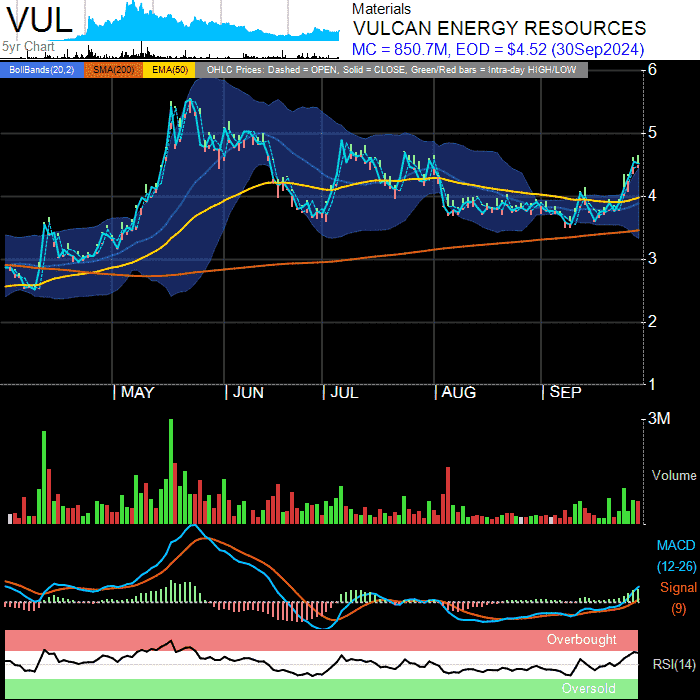 VUL
5yr Chart
Materials
VULCAN ENERGY RESOURCES
MC = 850.7M, EOD = $4.52 (30Sep2024)
BollBands(20,2) SMA(200) EMA(50) OHLC Prices: Dashed = OPEN, Solid = CLOSE, Green/Red bars = Intra-day HIGH/LOW
6
5
4
3
2
1
MAY JUN JUL AUG SEP
3M
Volume
MACD
(12-26)
Signal
(9)
Overbought
RSI(14)
Oversold